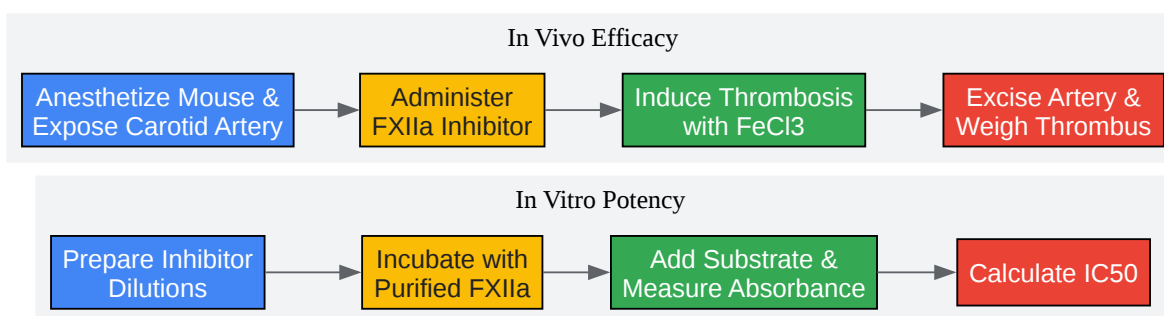 In Vivo Efficacy
Anesthetize Mouse &
Expose Carotid Artery
Administer
FXIIa Inhibitor
Induce Thrombosis
with FeCl3
Excise Artery &
Weigh Thrombus
In Vitro Potency
Prepare Inhibitor
Dilutions
Incubate with
Purified FXIIa
Add Substrate &
Measure Absorbance
Calculate IC50